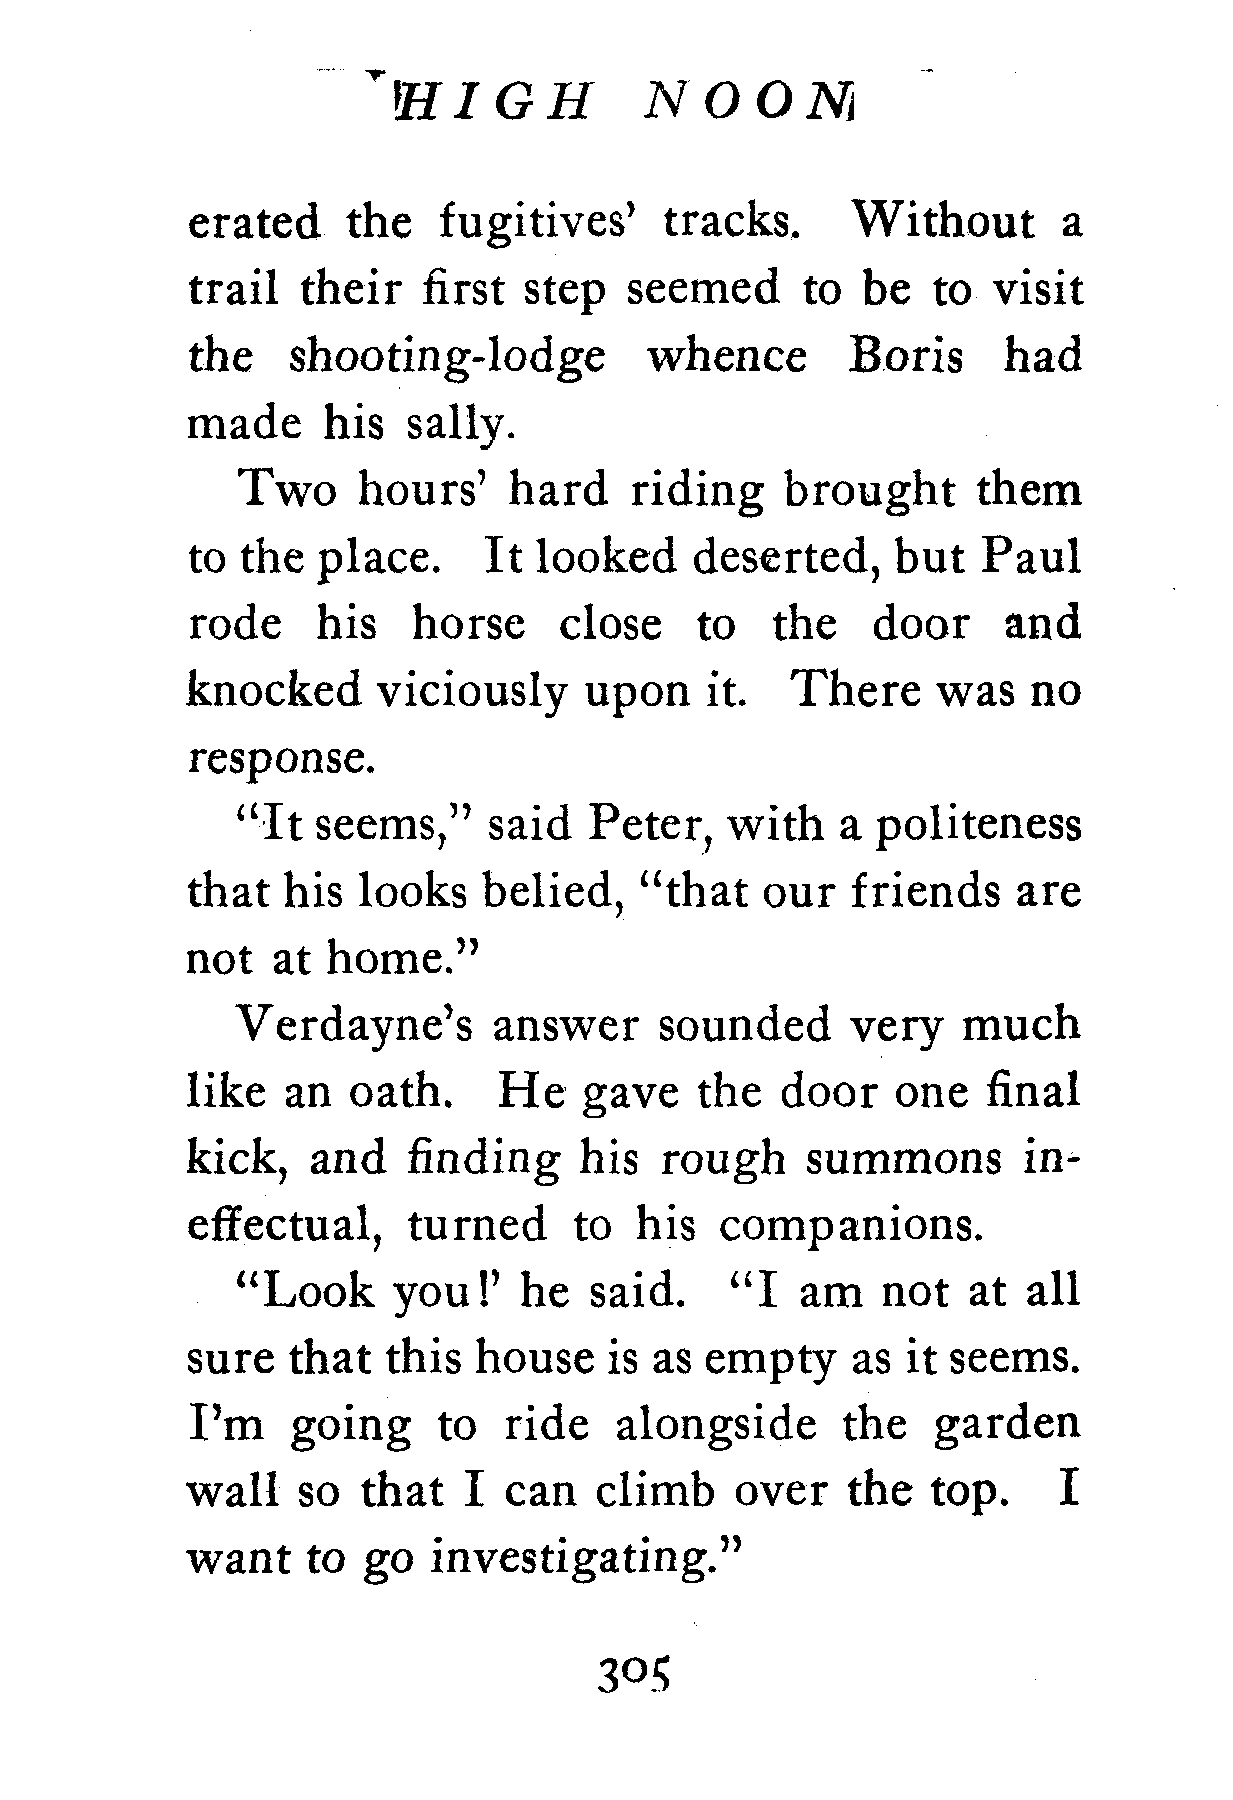 HIGH NOON
erated the fugitives' tracks. Without a
trail their first step seemed to be to visit
the shooting-lodge whence Boris had
made his sally.
Two hours' hard riding brought them
to the place. It looked deserted, but Paul
rode his horse close to the door and
knocked viciously upon it. There was no
response.
"It seems," said Peter, with a politeness
that his looks belied, "that our friends are
not at home."
Verdayne's answer sounded very much
like an oath. He gave the door one final
kick, and finding his rough summons in-
effectual, turned to his companions.
"Look you!' he said. "I am not at all
sure that this house is as empty as it seems.
I'm going to ride alongside the garden
wall so that I can climb over the top. I
want to go investigating."
305